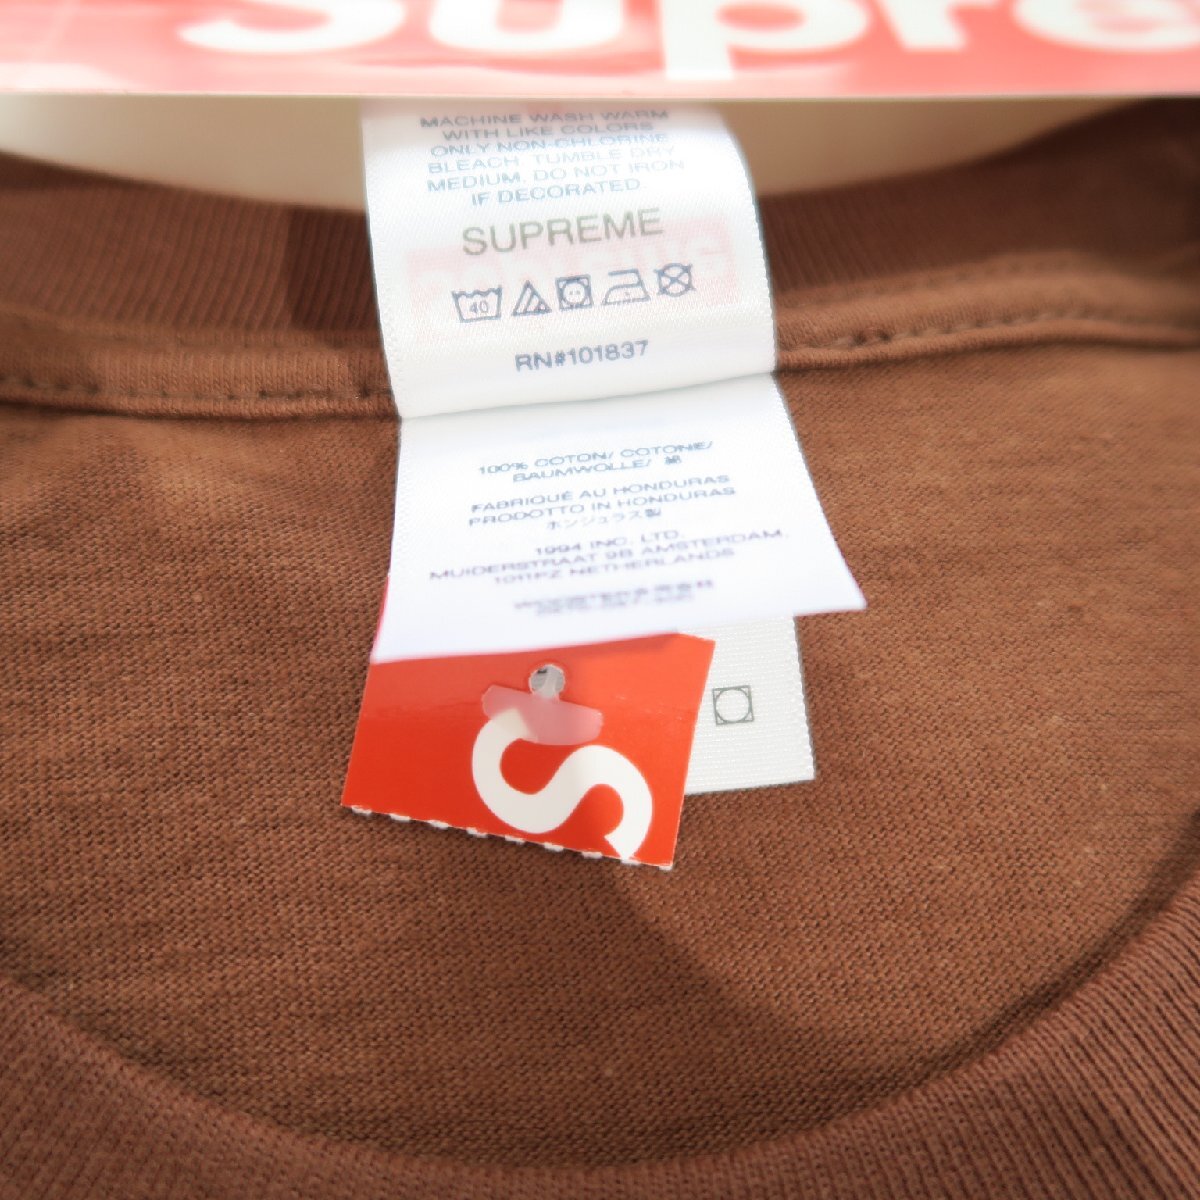 Supre
MACHINE WASH WARM
WITH LIKE COLORS
ONLY NON-CHLORINE
BLEACH. TUMBLE DRY
MEDIUM. DO NOT IRON
IF DECORATED.
SUPREME
40
RN#101837
100% COTON/ COTONE/
BAUMWOLLE/ 綿
FABRIQUÉ AU HONDURAS
PRODOTTO IN HONDURAS
ホンジュラス製
1994 INC. LTD.
MUIDERSTRAAT 9B AMSTERDAM,
1011PZ NETHERLANDS
S